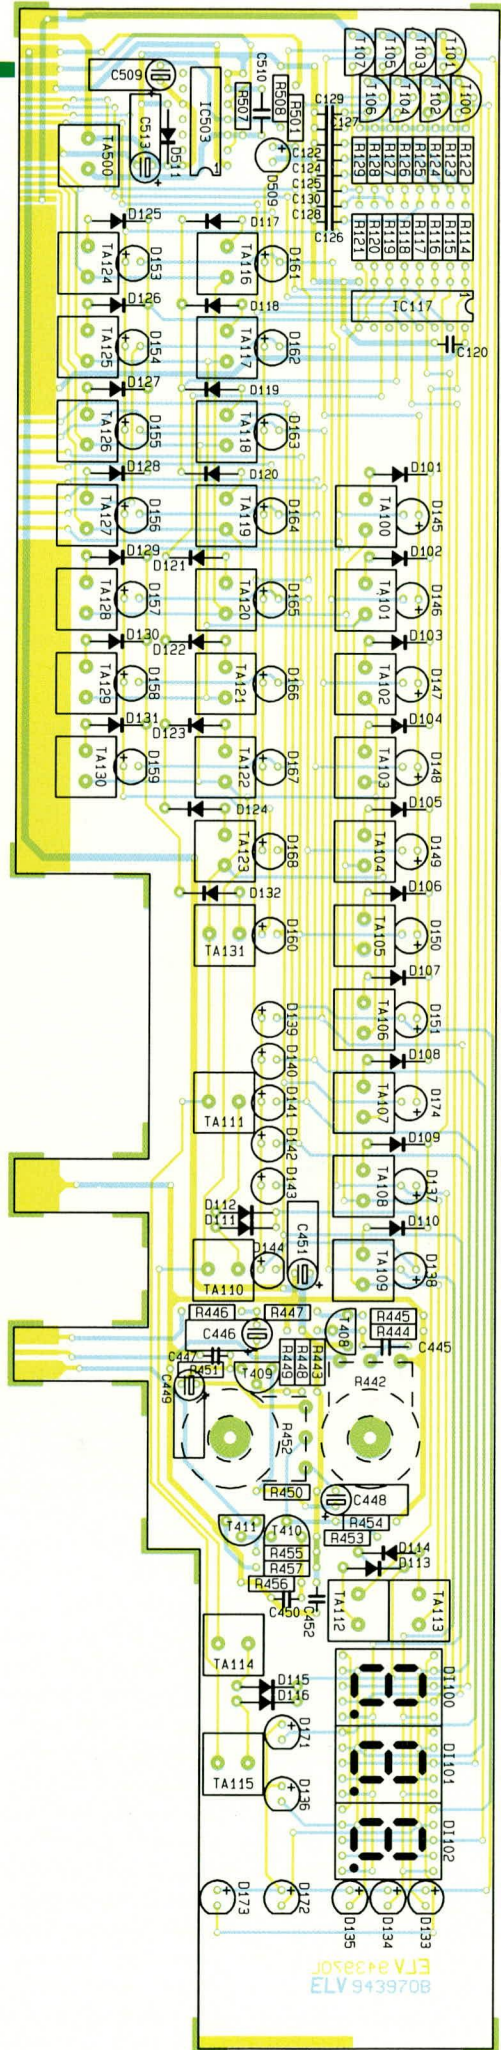 T107 T105 T103 T101
T106 T104 T102 T100
C509
C510
R507
R508
R501
C129
C127
IC503
C513
D511
TA500
D509
C122
C124
C125
C130
C128
C126
R129 R128 R127 R126 R125 R124 R123 R122
R121 R120 R119 R118 R117 R116 R115 R114
IC117
1
1
C120
D125
D117
TA124
D153
TA116
D161
D126
D118
TA125
D154
TA117
D162
D127
D119
TA126
D155
TA118
D163
D128
D120
D101
TA127
D156
TA119
D164
TA100
D145
D129
D121
D102
TA128
D157
TA120
D165
TA101
D146
D130
D122
D103
TA129
D158
TA121
D166
TA102
D147
D131
D123
D104
TA130
D159
TA122
D167
TA103
D148
D124
D105
TA123
D168
TA104
D149
D132
D106
TA131
D160
TA105
D150
D107
D139
TA106
D151
D140
D108
TA111
D141
TA107
D174
D142
D109
D143
TA108
D137
D112
D111
D110
C451
D144
TA110
TA109
D138
R446
R447
T408
R445
R444
C446
C445
C447
R451
T409
R449
R448
R443
R442
C449
R452
R450
C448
T411
T410
R454
R453
R455
R457
D114
D113
R456
C450
C452
TA112
TA113
TA114
D115
D116
DI100
D171
DI101
TA115
D136
DI102
D173
D172
D135
D134
D133
ELV 943970L
ELV 943970B